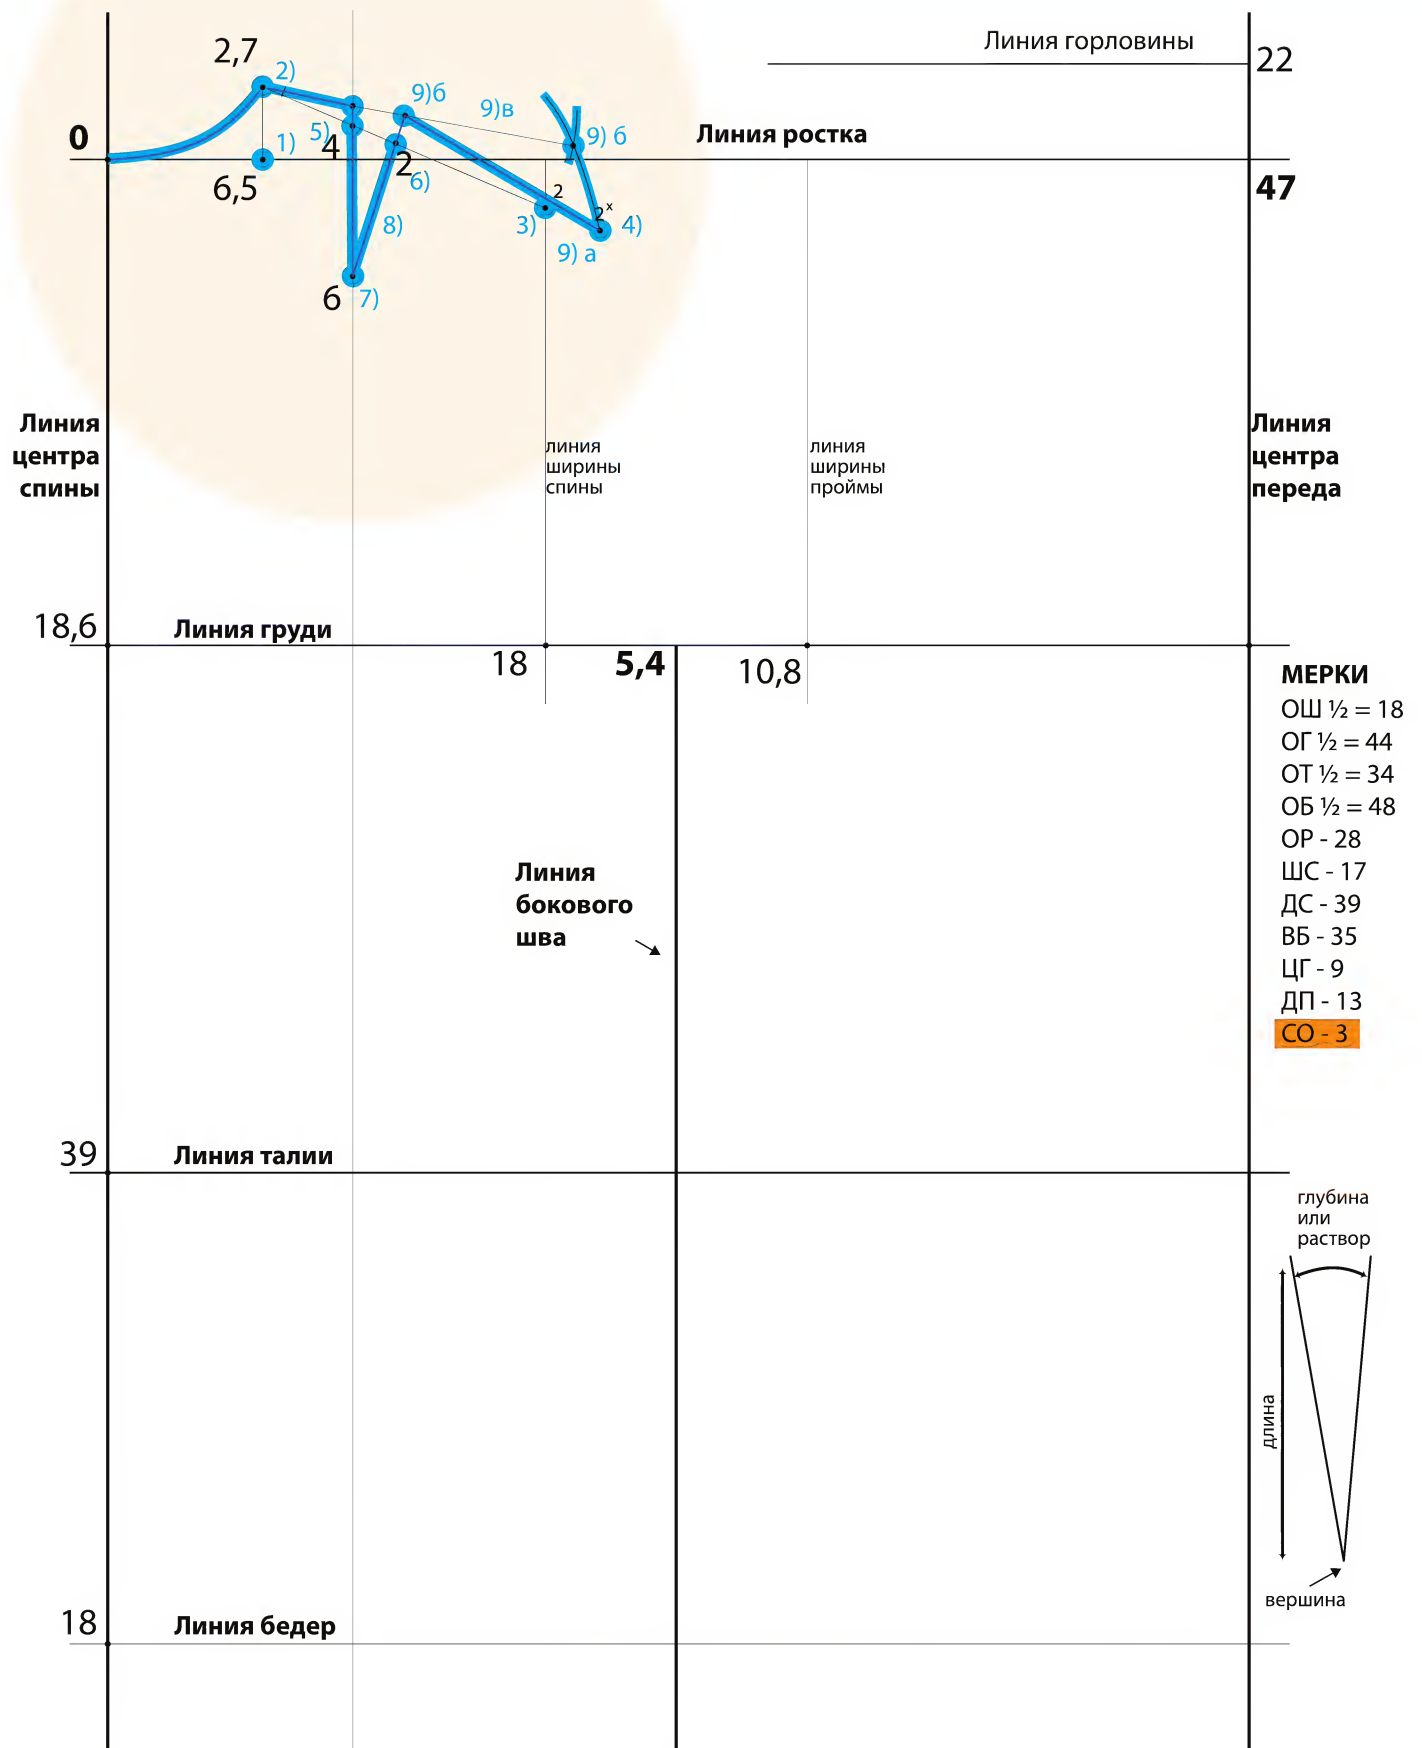 Линия горловины
22
2,7
2)
9)б
9)в
0
1)
5)
4
9) б
Линия ростка
6,5
2
6)
2
47
8)
3)
2ˣ
4)
9) а
6
7)
Линия
центра
спины
линия
ширины
спины
линия
ширины
проймы
Линия
центра
переда
18,6
Линия груди
18
5,4
10,8
МЕРКИ
ОШ ½ = 18
ОГ ½ = 44
ОТ ½ = 34
ОБ ½ = 48
ОР - 28
ШС - 17
ДС - 39
ВБ - 35
ЦГ - 9
ДП - 13
СО - 3
Линия
бокового
шва
39
Линия талии
глубина
или
раствор
длина
вершина
18
Линия бедер